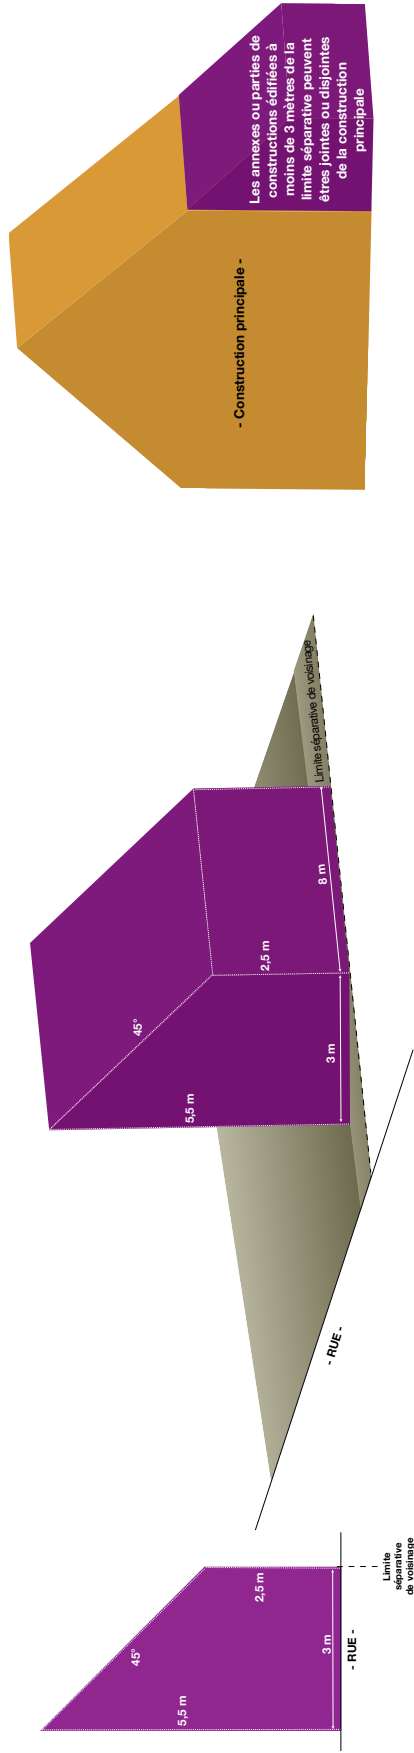 45°
5,5 m
2,5 m
3 m
- RUE -
Limite
séparative
de voisinage
45°
5,5 m
2,5 m
3 m
8 m
Limite séparative de voisinage
- RUE -
- Construction principale -
Les annexes ou parties de
constructions édifiées à
moins de 3 mètres de la
limite séparative peuvent
êtres jointes ou disjointes
de la construction
principale